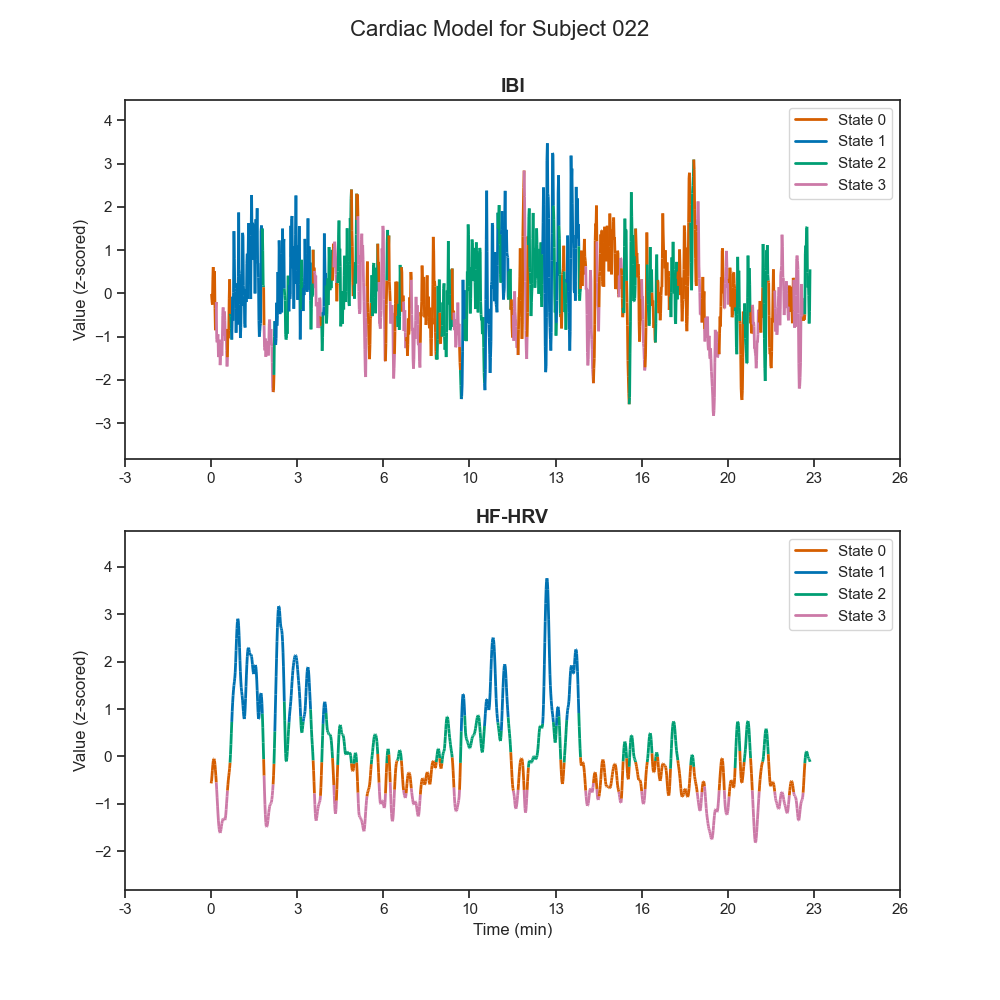 Cardiac Model for Subject 022
IBI
Value (z-scored)
4
3
2
1
0
−1
−2
−3
State 0
State 1
State 2
State 3
-3 0 3 6 10 13 16 20 23 26
HF-HRV
Value (z-scored)
4
3
2
1
0
−1
−2
State 0
State 1
State 2
State 3
-3 0 3 6 10 13 16 20 23 26
Time (min)